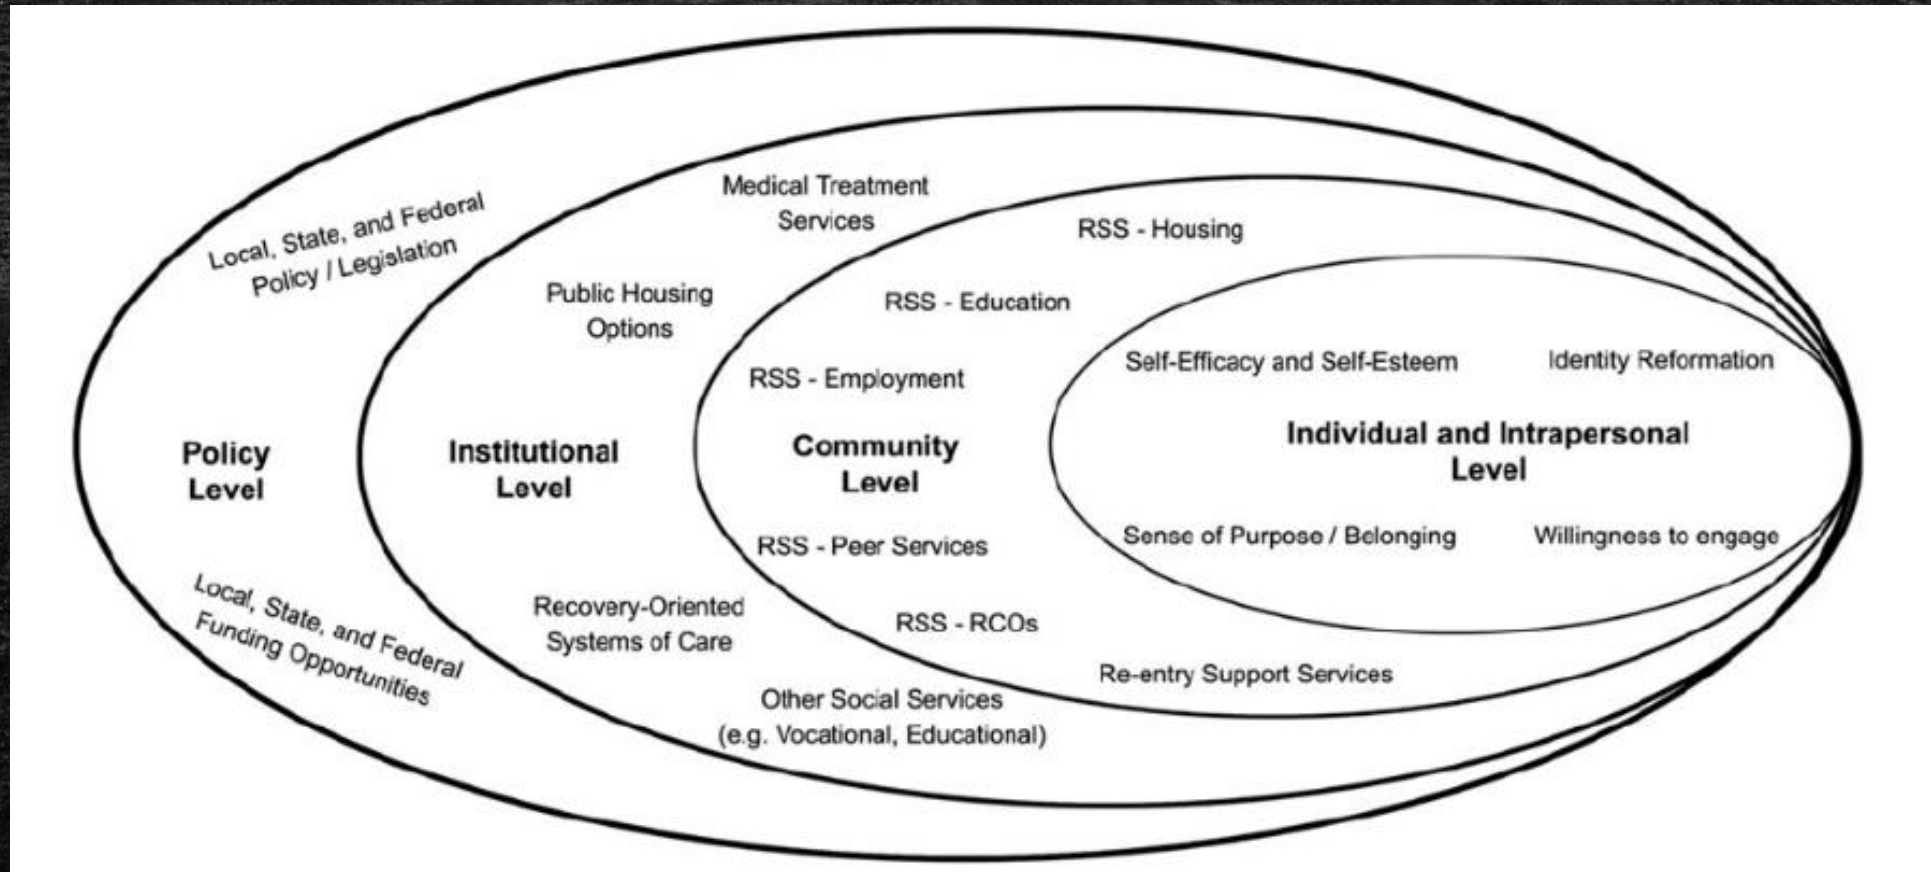 Local, State, and Federal
Policy / Legislation
Policy
Level
Local, State, and Federal
Funding Opportunities
Medical Treatment
Services
Public Housing
Options
Institutional
Level
Recovery-Oriented
Systems of Care
Other Social Services
(e.g. Vocational, Educational)
RSS - Housing
RSS - Education
RSS - Employment
Community
Level
RSS - Peer Services
RSS - RCOs
Re-entry Support Services
Self-Efficacy and Self-Esteem
Identity Reformation
Individual and Intrapersonal
Level
Sense of Purpose / Belonging
Willingness to engage